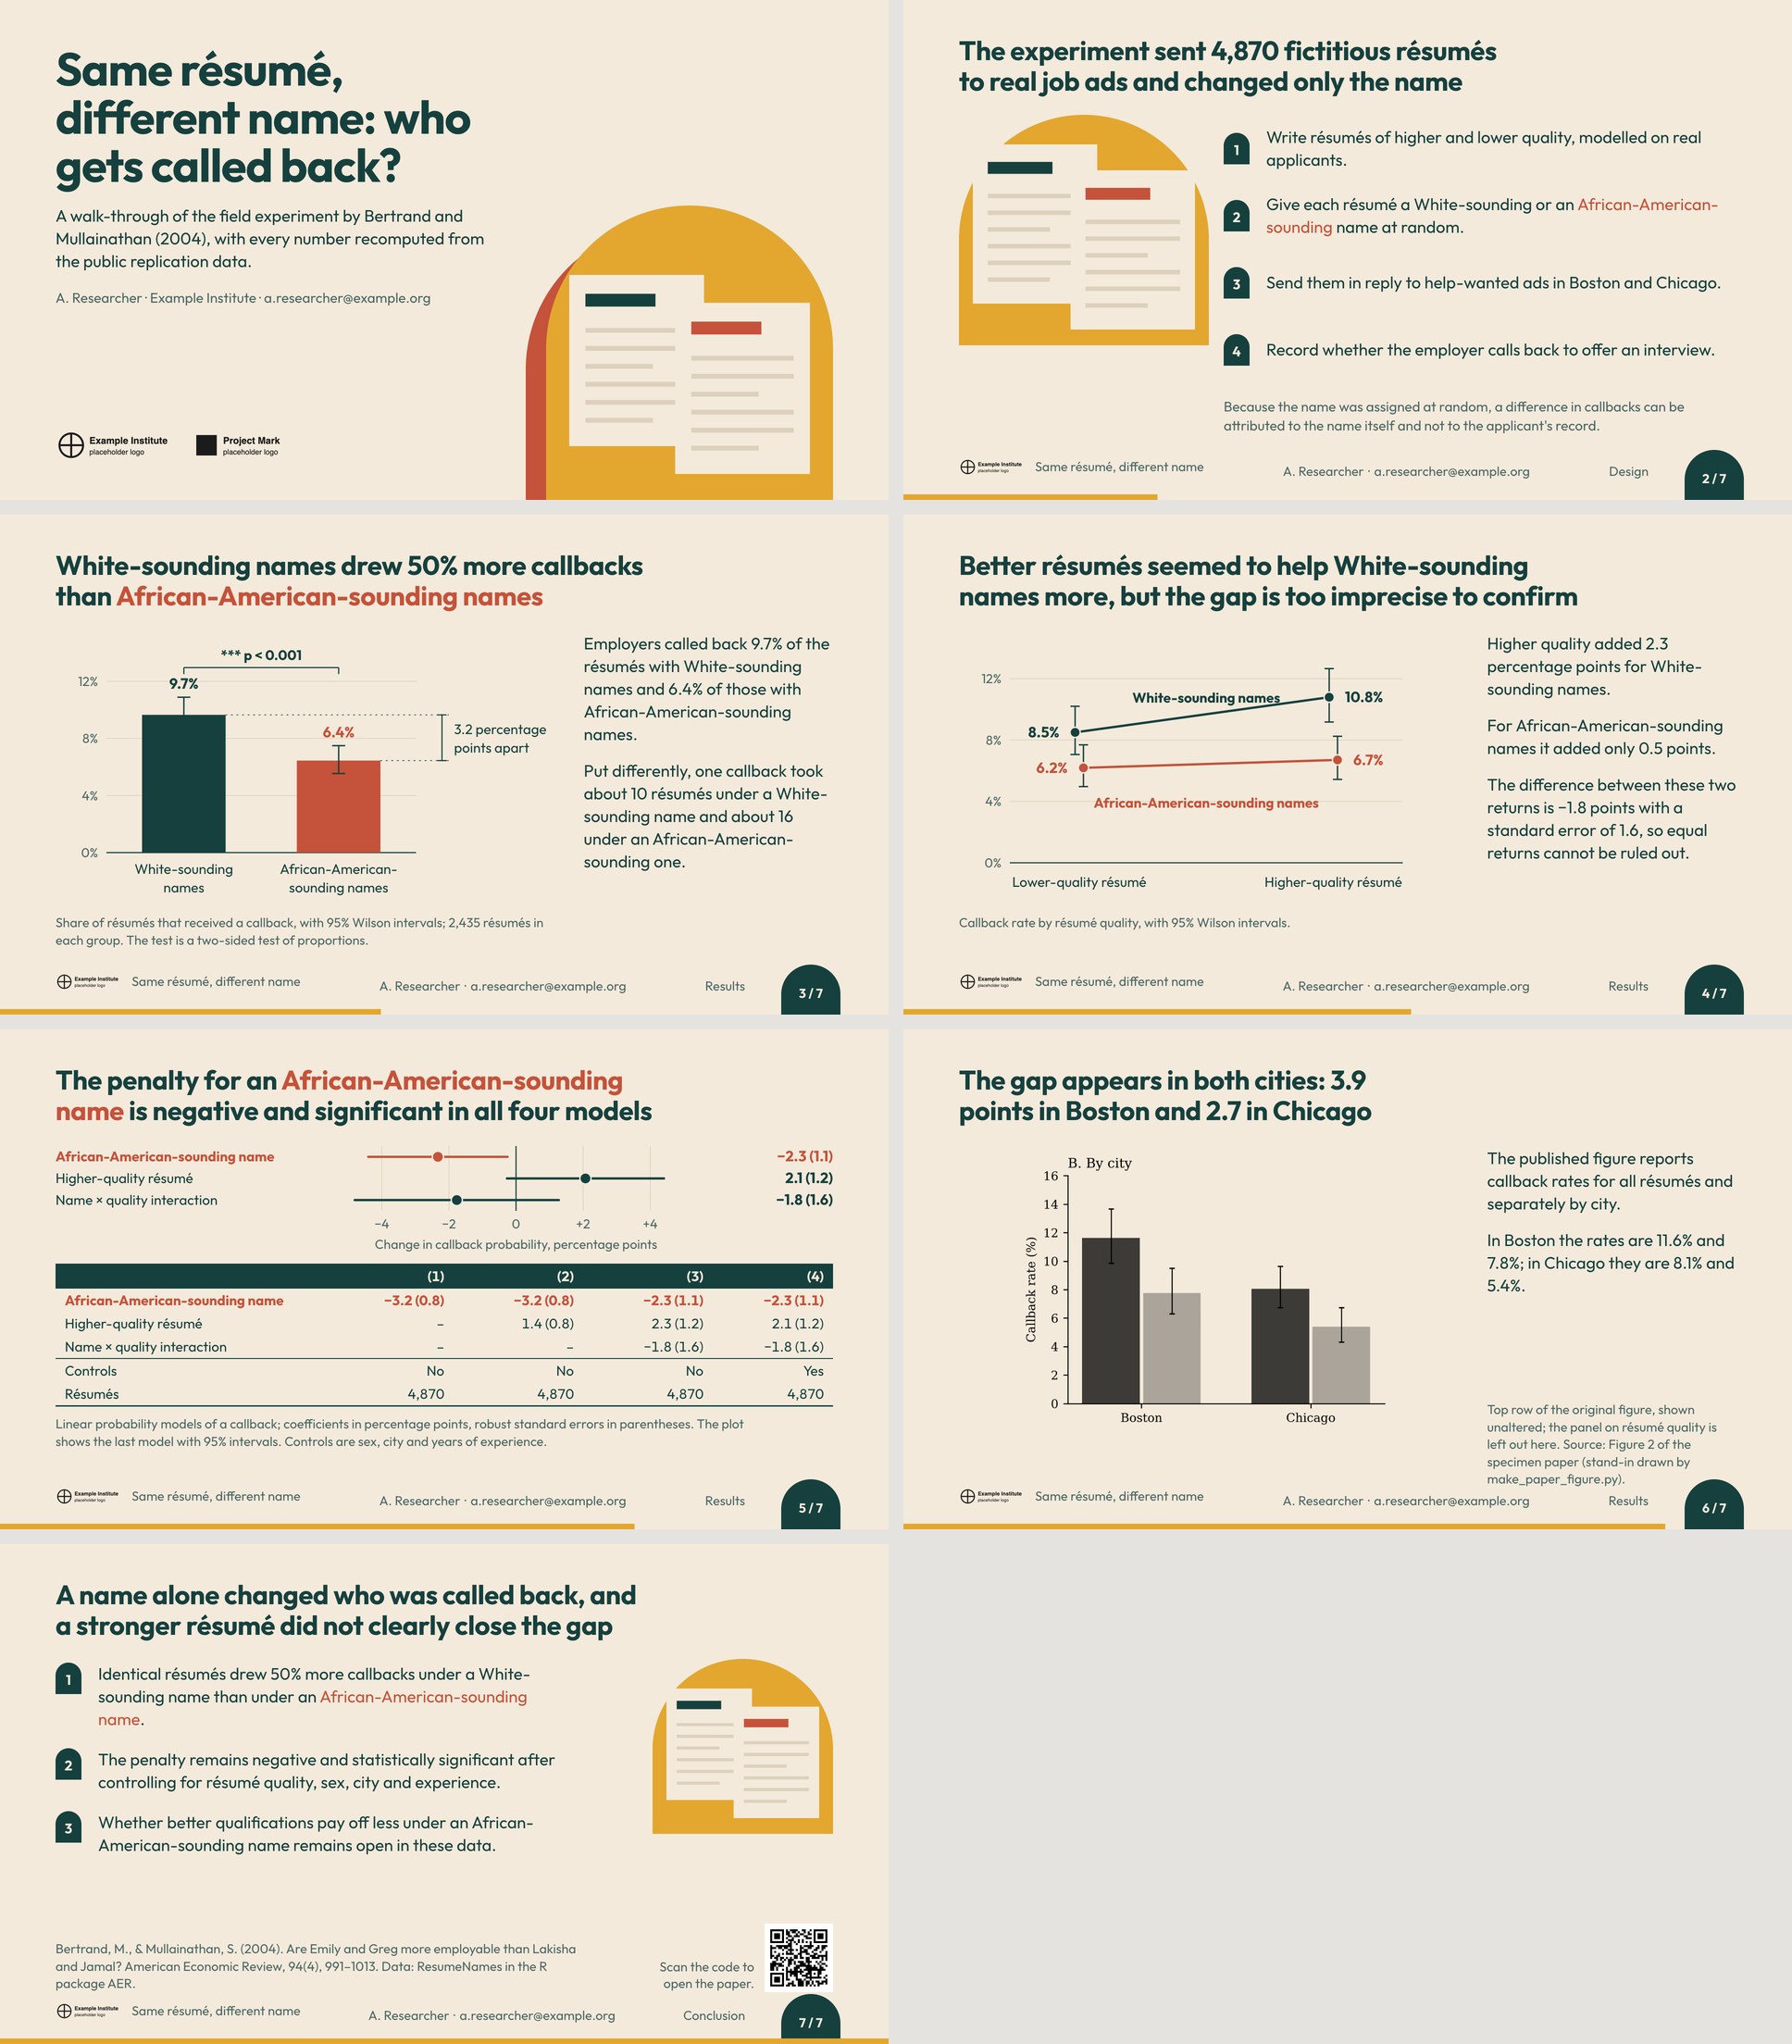 Same résumé,
different name: who
gets called back?
A walk-through of the field experiment by Bertrand and
Mullainathan (2004), with every number recomputed from
the public replication data.
A. Researcher · Example Institute · a.researcher@example.org
Example Institute
placeholder logo
Project Mark
placeholder logo
The experiment sent 4,870 fictitious résumés
to real job ads and changed only the name
1
Write résumés of higher and lower quality, modelled on real
applicants.
2
Give each résumé a White-sounding or an African-American-
sounding name at random.
3
Send them in reply to help-wanted ads in Boston and Chicago.
4
Record whether the employer calls back to offer an interview.
Because the name was assigned at random, a difference in callbacks can be
attributed to the name itself and not to the applicant's record.
Example Institute
placeholder logo
Same résumé, different name
A. Researcher · a.researcher@example.org
Design
2 / 7
White-sounding names drew 50% more callbacks
than African-American-sounding names
*** p < 0.001
12%
9.7%
8%
6.4%
3.2 percentage
points apart
4%
0%
White-sounding
names
African-American-
sounding names
Employers called back 9.7% of the
résumés with White-sounding
names and 6.4% of those with
African-American-sounding
names.
Put differently, one callback took
about 10 résumés under a White-
sounding name and about 16
under an African-American-
sounding one.
Share of résumés that received a callback, with 95% Wilson intervals; 2,435 résumés in
each group. The test is a two-sided test of proportions.
Example Institute
placeholder logo
Same résumé, different name
A. Researcher · a.researcher@example.org
Results
3 / 7
Better résumés seemed to help White-sounding
names more, but the gap is too imprecise to confirm
12%
White-sounding names
10.8%
8.5%
8%
6.2%
6.7%
4%
African-American-sounding names
0%
Lower-quality résumé
Higher-quality résumé
Higher quality added 2.3
percentage points for White-
sounding names.
For African-American-sounding
names it added only 0.5 points.
The difference between these two
returns is −1.8 points with a
standard error of 1.6, so equal
returns cannot be ruled out.
Callback rate by résumé quality, with 95% Wilson intervals.
Example Institute
placeholder logo
Same résumé, different name
A. Researcher · a.researcher@example.org
Results
4 / 7
The penalty for an African-American-sounding
name is negative and significant in all four models
African-American-sounding name
−2.3 (1.1)
Higher-quality résumé
2.1 (1.2)
Name × quality interaction
−1.8 (1.6)
−4 −2 0 +2 +4
Change in callback probability, percentage points
(1) (2) (3) (4)
African-American-sounding name −3.2 (0.8) −3.2 (0.8) −2.3 (1.1) −2.3 (1.1)
Higher-quality résumé – 1.4 (0.8) 2.3 (1.2) 2.1 (1.2)
Name × quality interaction – – −1.8 (1.6) −1.8 (1.6)
Controls No No No Yes
Résumés 4,870 4,870 4,870 4,870
Linear probability models of a callback; coefficients in percentage points, robust standard errors in parentheses. The plot
shows the last model with 95% intervals. Controls are sex, city and years of experience.
Example Institute
placeholder logo
Same résumé, different name
A. Researcher · a.researcher@example.org
Results
5 / 7
The gap appears in both cities: 3.9
points in Boston and 2.7 in Chicago
B. By city
16
14
12
10
8
6
4
2
0
Callback rate (%)
Boston
Chicago
The published figure reports
callback rates for all résumés and
separately by city.
In Boston the rates are 11.6% and
7.8%; in Chicago they are 8.1% and
5.4%.
Top row of the original figure, shown
unaltered; the panel on résumé quality is
left out here. Source: Figure 2 of the
specimen paper (stand-in drawn by
make_paper_figure.py).
Example Institute
placeholder logo
Same résumé, different name
A. Researcher · a.researcher@example.org
Results
6 / 7
A name alone changed who was called back, and
a stronger résumé did not clearly close the gap
1
Identical résumés drew 50% more callbacks under a White-
sounding name than under an African-American-sounding
name.
2
The penalty remains negative and statistically significant after
controlling for résumé quality, sex, city and experience.
3
Whether better qualifications pay off less under an African-
American-sounding name remains open in these data.
Bertrand, M., & Mullainathan, S. (2004). Are Emily and Greg more employable than Lakisha
and Jamal? American Economic Review, 94(4), 991–1013. Data: ResumeNames in the R
package AER.
Scan the code to
open the paper.
Example Institute
placeholder logo
Same résumé, different name
A. Researcher · a.researcher@example.org
Conclusion
7 / 7